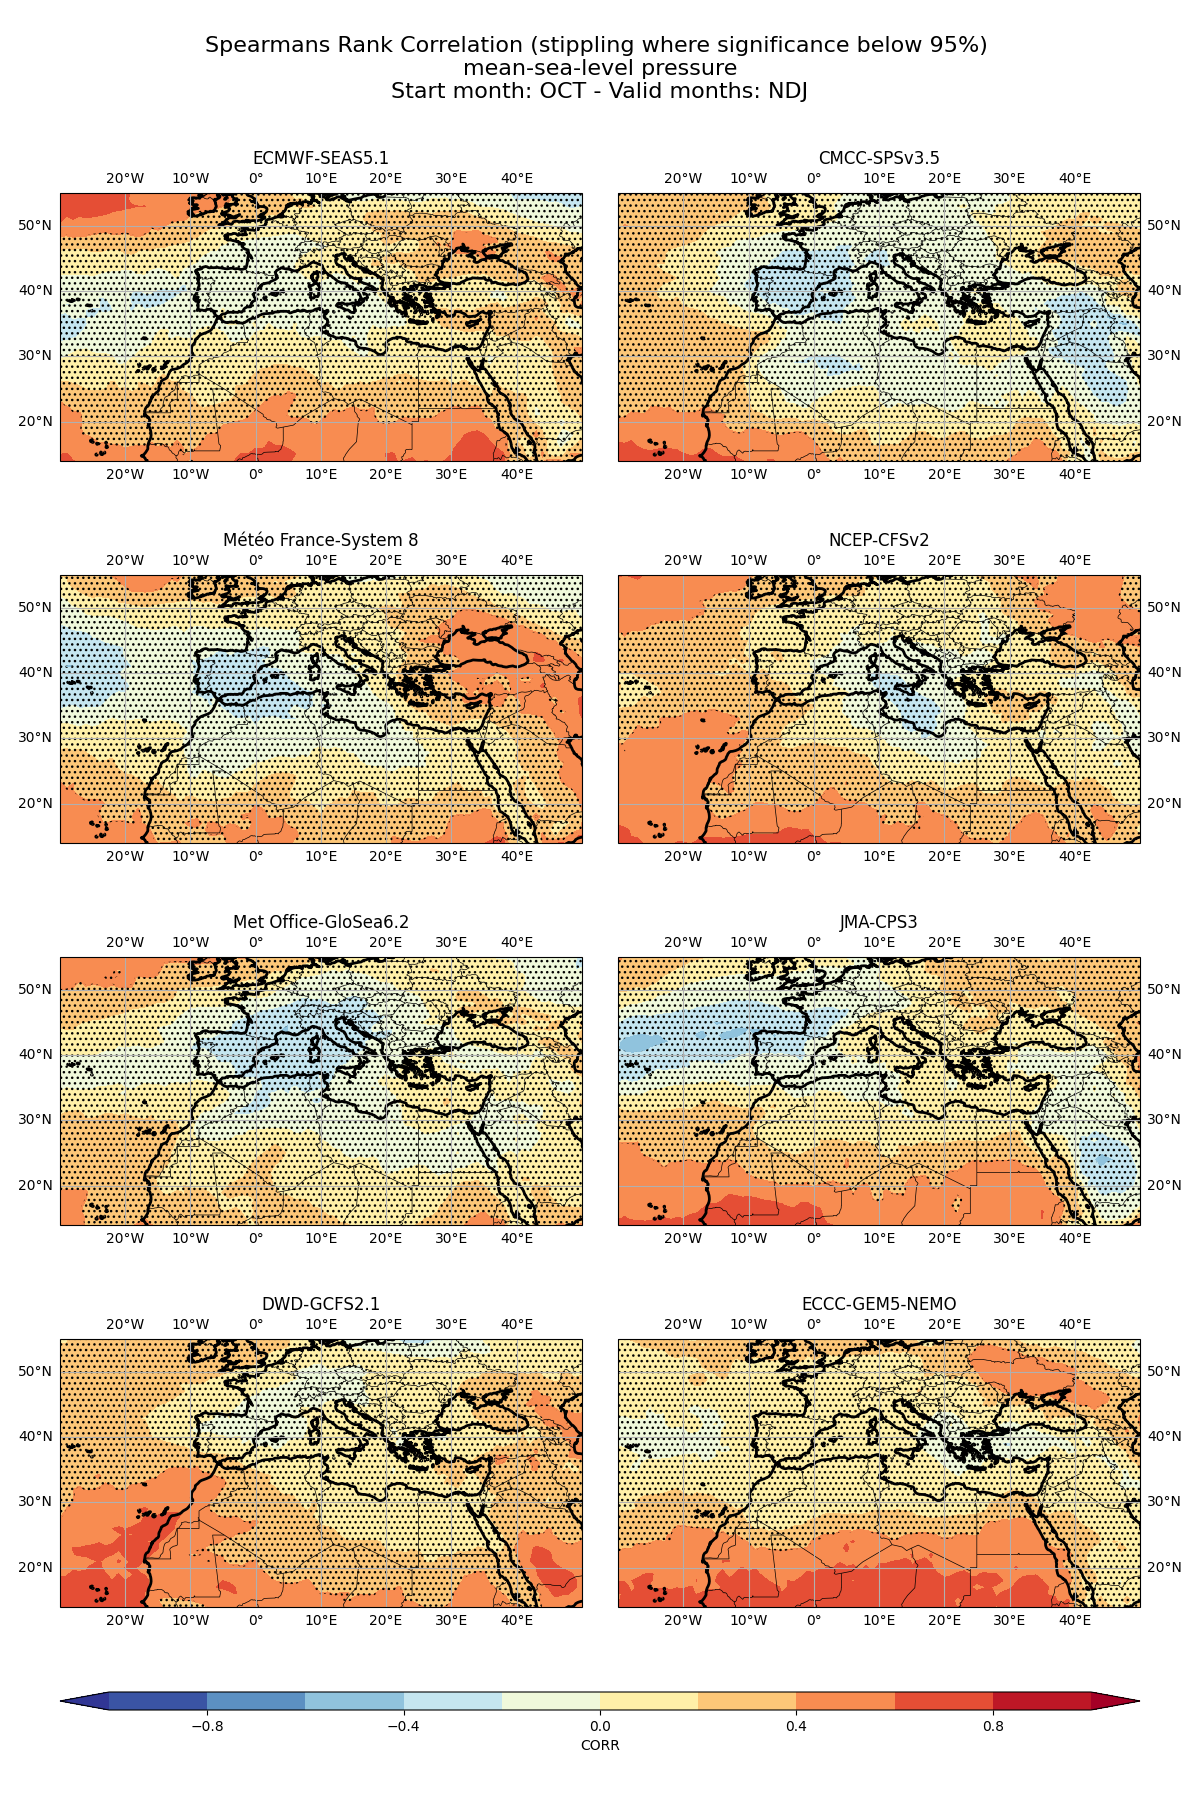 Spearmans Rank Correlation (stippling where significance below 95%)
mean-sea-level pressure
Start month: OCT - Valid months: NDJ
ECMWF-SEAS5.1
20°W 10°W 0° 10°E 20°E 30°E 40°E
50°N
40°N
30°N
20°N
20°W 10°W 0° 10°E 20°E 30°E 40°E
CMCC-SPSv3.5
20°W 10°W 0° 10°E 20°E 30°E 40°E
50°N
40°N
30°N
20°N
20°W 10°W 0° 10°E 20°E 30°E 40°E
Météo France-System 8
20°W 10°W 0° 10°E 20°E 30°E 40°E
50°N
40°N
30°N
20°N
20°W 10°W 0° 10°E 20°E 30°E 40°E
NCEP-CFSv2
20°W 10°W 0° 10°E 20°E 30°E 40°E
50°N
40°N
30°N
20°N
20°W 10°W 0° 10°E 20°E 30°E 40°E
Met Office-GloSea6.2
20°W 10°W 0° 10°E 20°E 30°E 40°E
50°N
40°N
30°N
20°N
20°W 10°W 0° 10°E 20°E 30°E 40°E
JMA-CPS3
20°W 10°W 0° 10°E 20°E 30°E 40°E
50°N
40°N
30°N
20°N
20°W 10°W 0° 10°E 20°E 30°E 40°E
DWD-GCFS2.1
20°W 10°W 0° 10°E 20°E 30°E 40°E
50°N
40°N
30°N
20°N
20°W 10°W 0° 10°E 20°E 30°E 40°E
ECCC-GEM5-NEMO
20°W 10°W 0° 10°E 20°E 30°E 40°E
50°N
40°N
30°N
20°N
20°W 10°W 0° 10°E 20°E 30°E 40°E
−0.8 −0.4 0.0 0.4 0.8
CORR